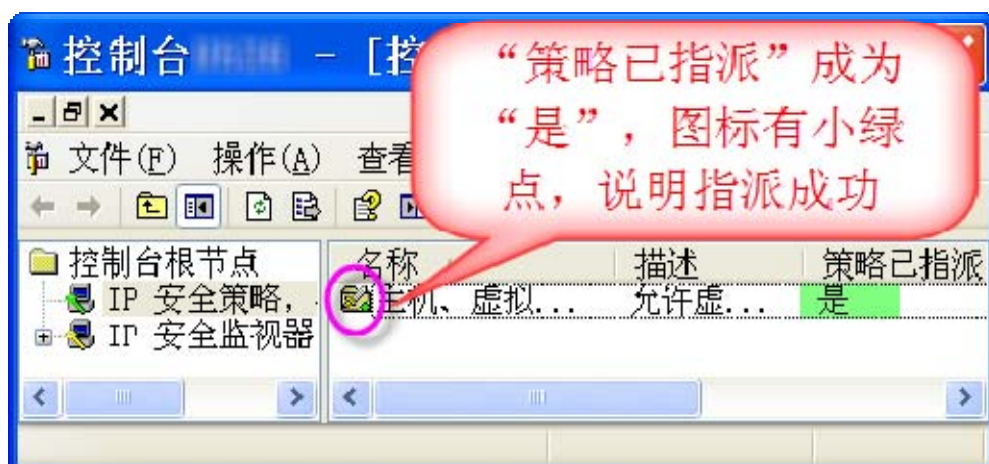 控制台 - [控
“策略已指派”成为
“是”，图标有小绿
点，说明指派成功
文件(F) 操作(A) 查看
控制台根节点
IP 安全策略，
IP 安全监视器
名称 描述 策略已指派
主机、虚拟... 允许虚... 是